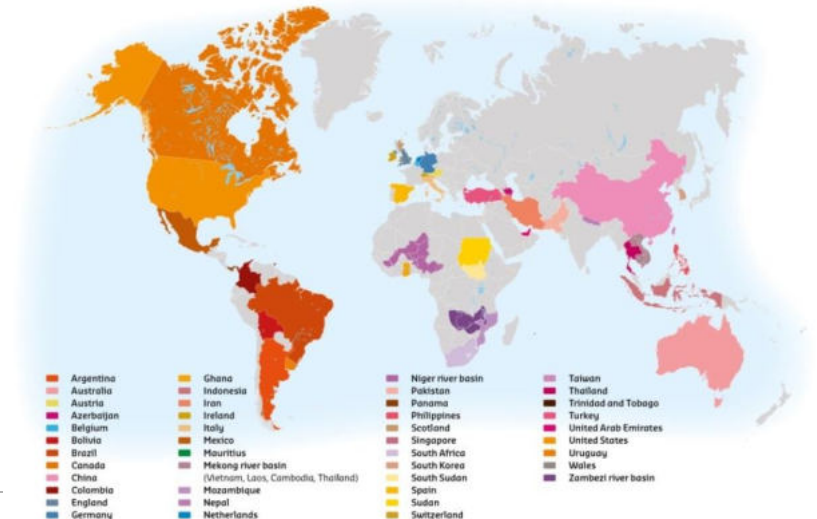 Argentina
Australia
Austria
Azerbaijan
Belgium
Bolivia
Brazil
Canada
China
Colombia
England
Germany
Ghana
Indonesia
Iran
Ireland
Italy
Mexico
Mauritius
Mekong river basin
(Vietnam, Laos, Cambodia, Thailand)
Mozambique
Nepal
Netherlands
Niger river basin
Pakistan
Panama
Philippines
Scotland
Singapore
South Africa
South Korea
South Sudan
Spain
Sudan
Switzerland
Taiwan
Thailand
Trinidad and Tobago
Turkey
United Arab Emirates
United States
Uruguay
Wales
Zambezi river basin